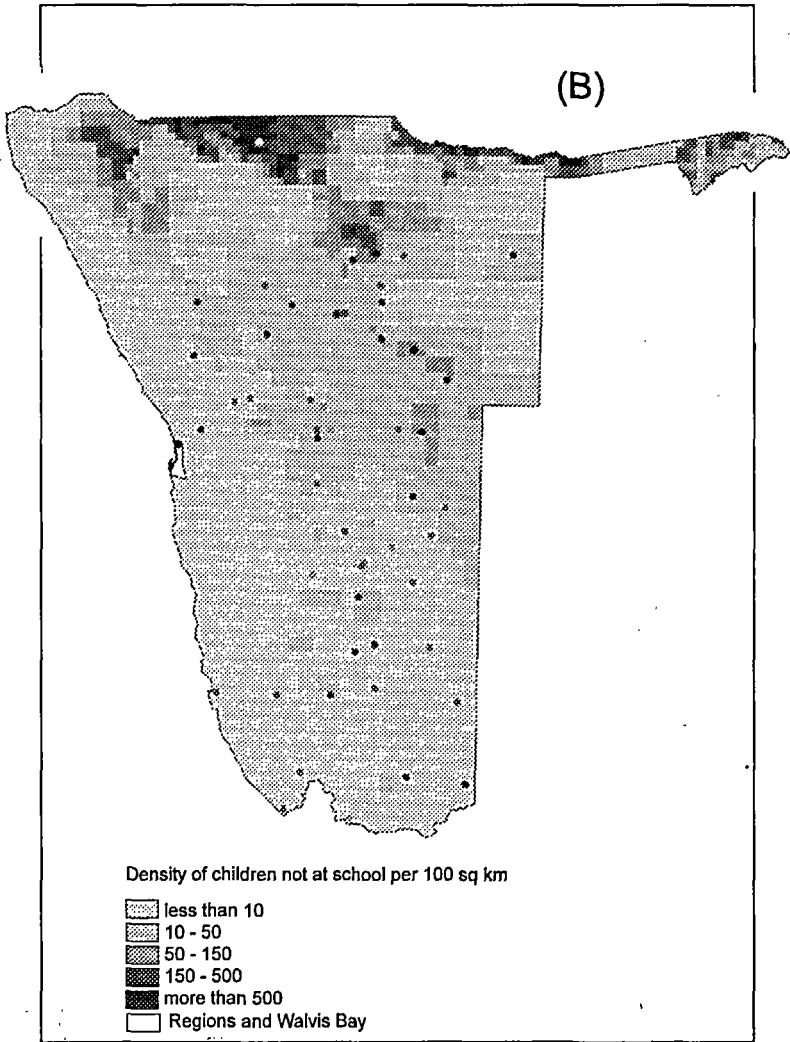 (B)
Density of children not at school per 100 sq km
less than 10
10 - 50
50 - 150
150 - 500
more than 500
Regions and Walvis Bay